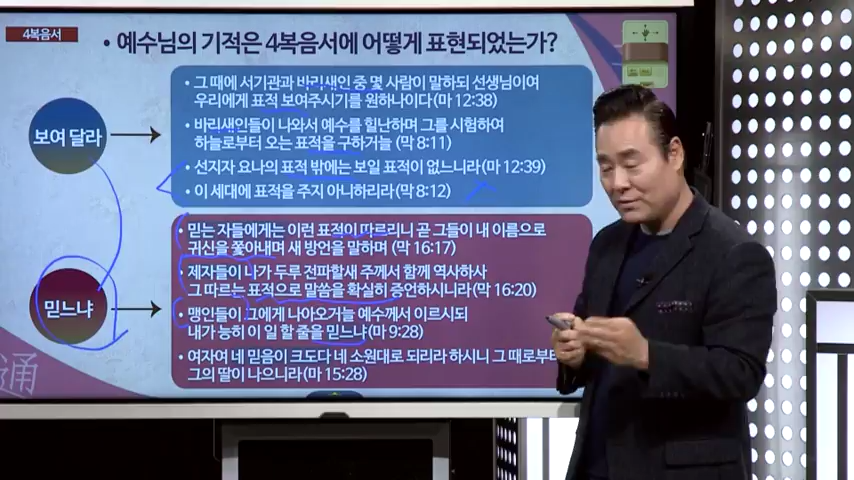 4복음서
• 예수님의 기적은 4복음서에 어떻게 표현되었는가?
보여 달라
• 그 때에 서기관과 바리새인 중 몇 사람이 말하되 선생님이여
우리에게 표적 보여주시기를 원하나이다(마 12:38)
• 바리새인들이 나와서 예수를 힐난하며 그를 시험하여
하늘로부터 오는 표적을 구하거늘 (막 8:11)
• 선지자 요나의 표적 밖에는 보일 표적이 없느니라(마 12:39)
• 이 세대에 표적을 주지 아니하리라(막 8:12)
믿느냐
• 믿는 자들에게는 이런 표적이 따르리니 곧 그들이 내 이름으로
귀신을 쫓아내며 새 방언을 말하며 (막 16:17)
• 제자들이 나가 두루 전파할새 주께서 함께 역사하사
그 따르는 표적으로 말씀을 확실히 증언하시니라(막 16:20)
• 맹인들이 그에게 나아오거늘 예수께서 이르시되
내가 능히 이 일 할 줄을 믿느냐(마 9:28)
• 여자여 네 믿음이 크도다 네 소원대로 되리라 하시니 그 때로부터
그의 딸이 나으니라(마 15:28)
通